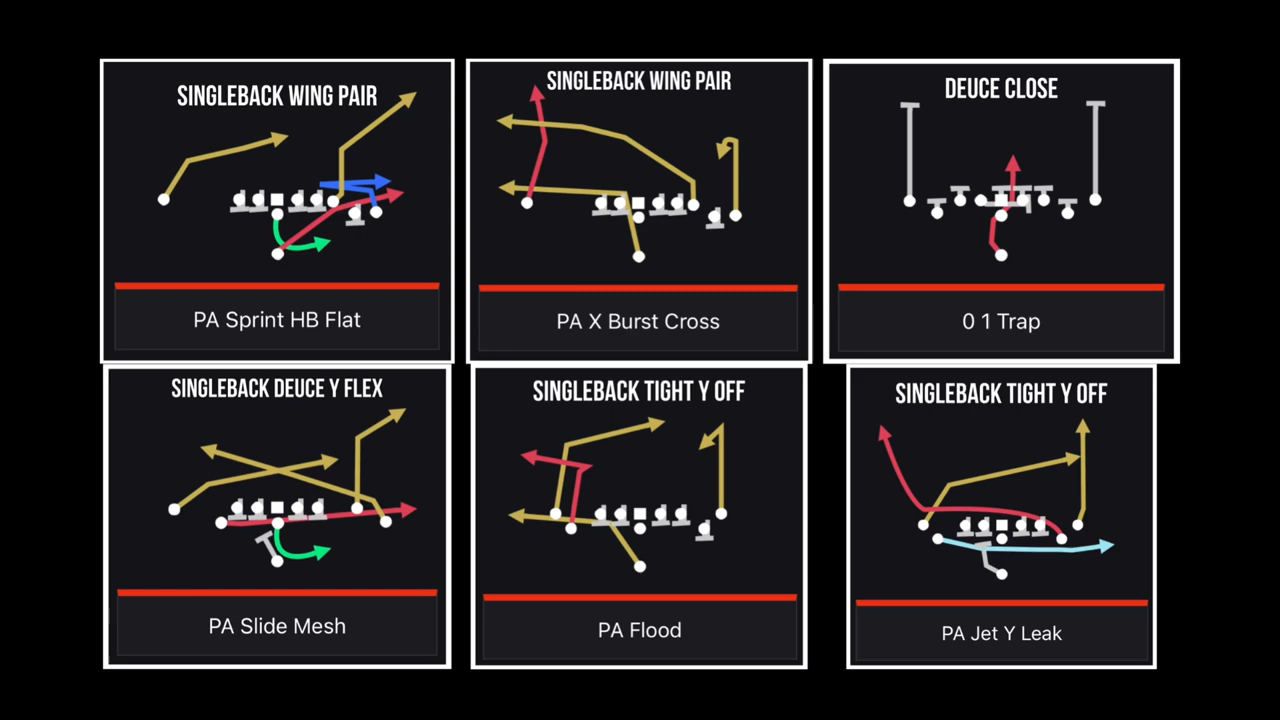 SINGLEBACK WING PAIR
PA Sprint HB Flat
SINGLEBACK WING PAIR
PA X Burst Cross
DEUCE CLOSE
0 1 Trap
SINGLEBACK DEUCE Y FLEX
PA Slide Mesh
SINGLEBACK TIGHT Y OFF
PA Flood
SINGLEBACK TIGHT Y OFF
PA Jet Y Leak